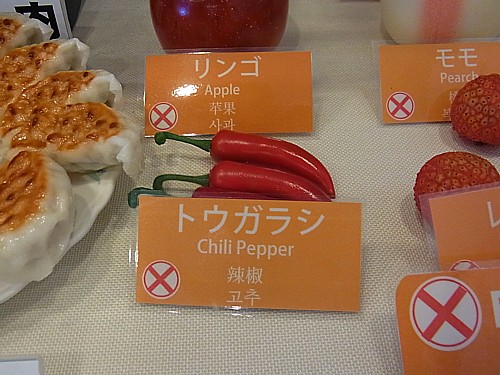 肉
リンゴ
Apple
苹果
사과
モモ
Pearch
トウガラシ
Chili Pepper
辣椒
고추